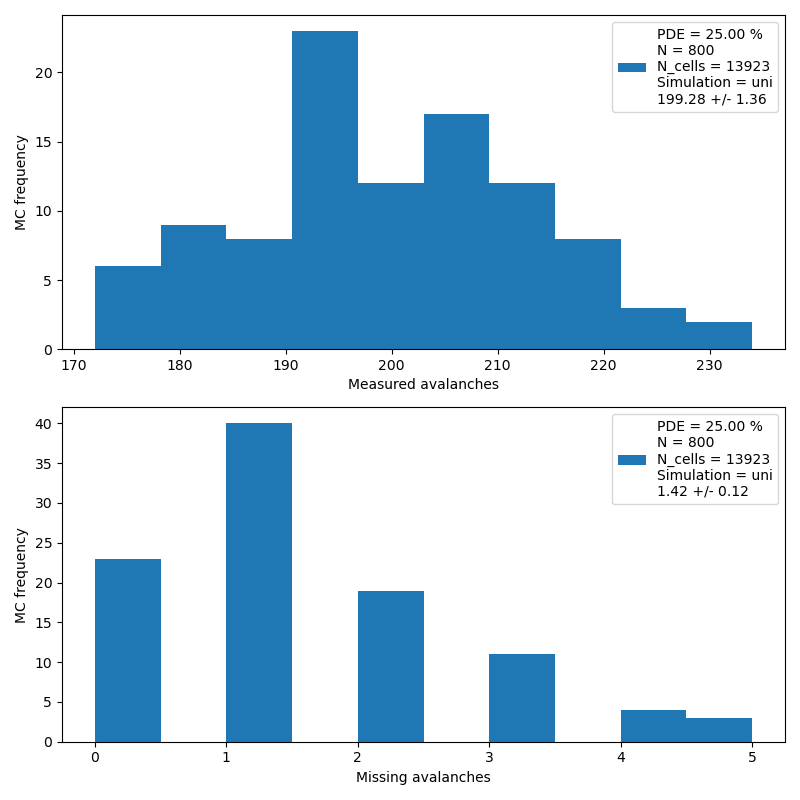 PDE = 25.00 %
N = 800
N_cells = 13923
Simulation = uni
199.28 +/- 1.36
MC frequency
20
15
10
5
0
170 180 190 200 210 220 230
Measured avalanches
PDE = 25.00 %
N = 800
N_cells = 13923
Simulation = uni
1.42 +/- 0.12
MC frequency
40
35
30
25
20
15
10
5
0
0 1 2 3 4 5
Missing avalanches